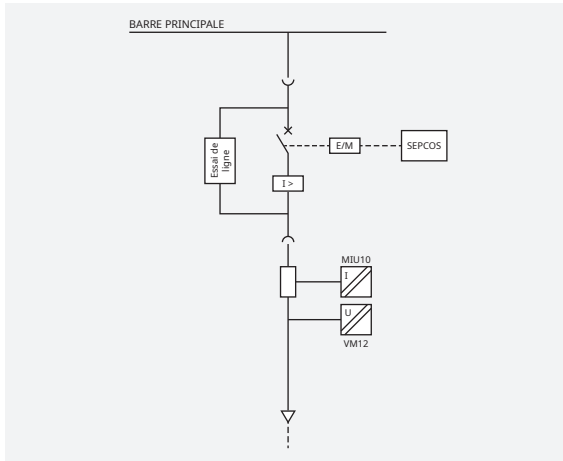 BARRE PRINCIPALE
Essai de
ligne
E/M
SEPCOS
I >
MIU10
I
U
VM12